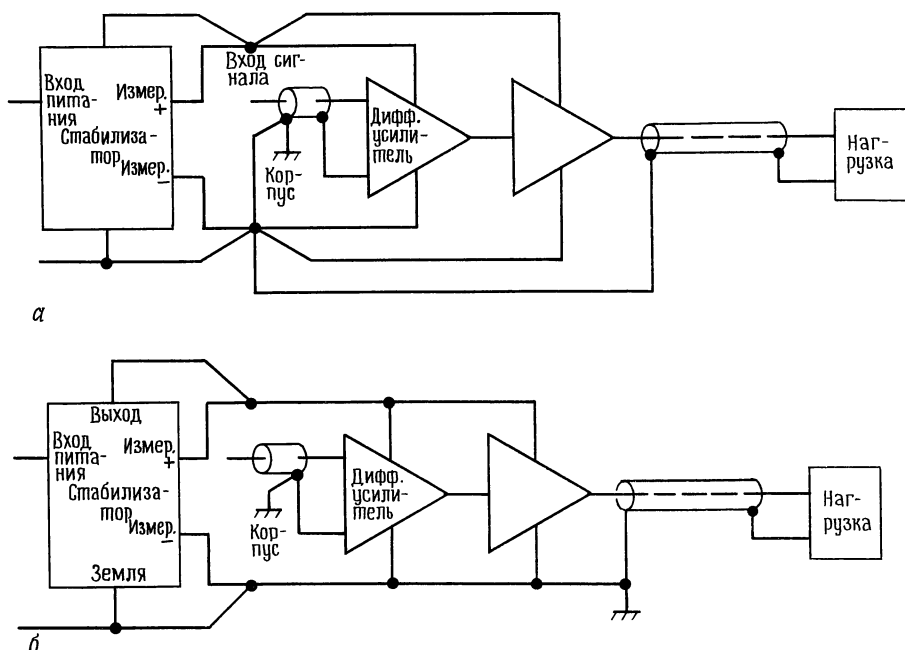 Вход сиг-
нала
Вход
пита-
ния
Измер.
+
Стабилиза-
тор
Измер.
−
Дифф.
усили-
тель
Кор-
пус
Наг-
рузка
а
Выход
Вход
пита-
ния
Измер.
+
Стабилиза-
тор
Измер.
−
Земля
Дифф.
усили-
тель
Кор-
пус
Наг-
рузка
б